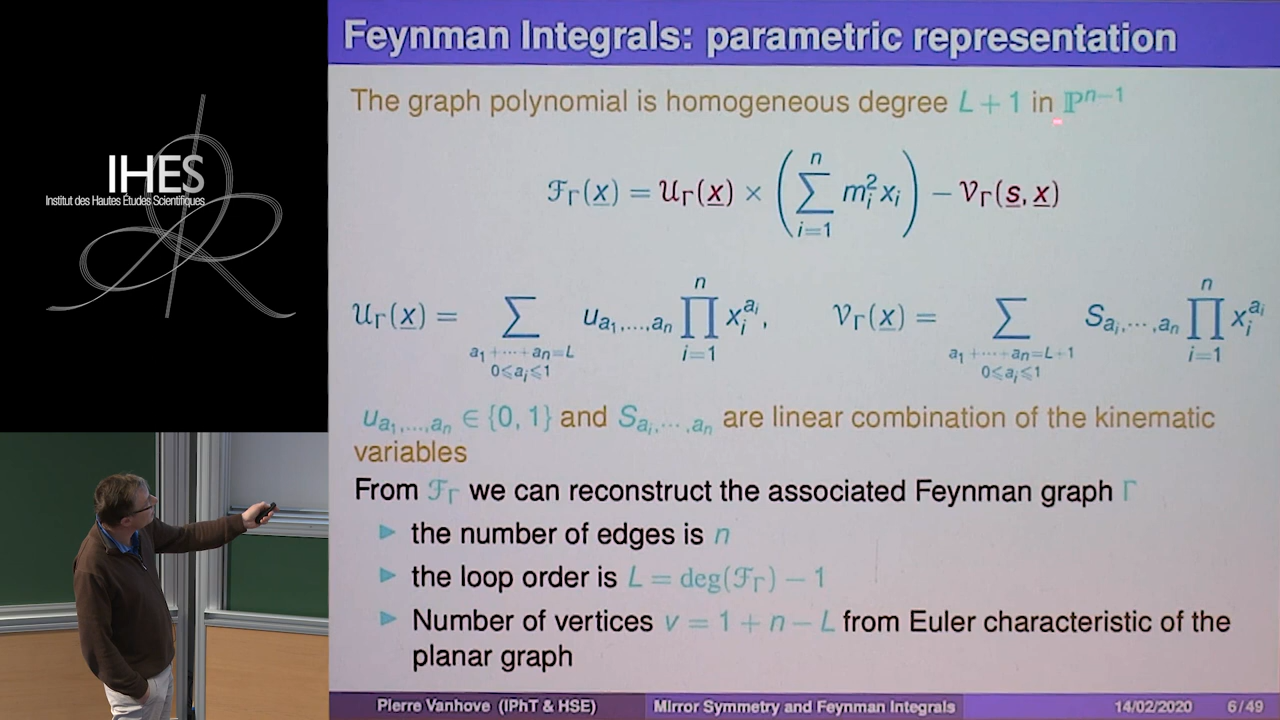 IHES
Institut des Hautes Études Scientifiques
Feynman Integrals: parametric representation
The graph polynomial is homogeneous degree L + 1 in ℙⁿ⁻¹
ℱ_Γ(x̲) = 𝒰_Γ(x̲) × ( ∑_{i=1}^{n} m_i^2 x_i ) − 𝒱_Γ(s̲, x̲)
𝒰_Γ(x̲) = ∑_{a_1+⋯+a_n=L, 0⩽a_i⩽1} u_{a_1,…,a_n} ∏_{i=1}^{n} x_i^{a_i}, 𝒱_Γ(x̲) = ∑_{a_1+⋯+a_n=L+1, 0⩽a_i⩽1} S_{a_i,⋯,a_n} ∏_{i=1}^{n} x_i^{a_i}
u_{a_1,…,a_n} ∈ {0, 1} and S_{a_i,⋯,a_n} are linear combination of the kinematic
variables
From ℱ_Γ we can reconstruct the associated Feynman graph Γ
▶ the number of edges is n
▶ the loop order is L = deg(ℱ_Γ) − 1
▶ Number of vertices v = 1 + n − L from Euler characteristic of the
planar graph
Pierre Vanhove (IPhT & HSE) Mirror Symmetry and Feynman Integrals 14/02/2020 6 / 49